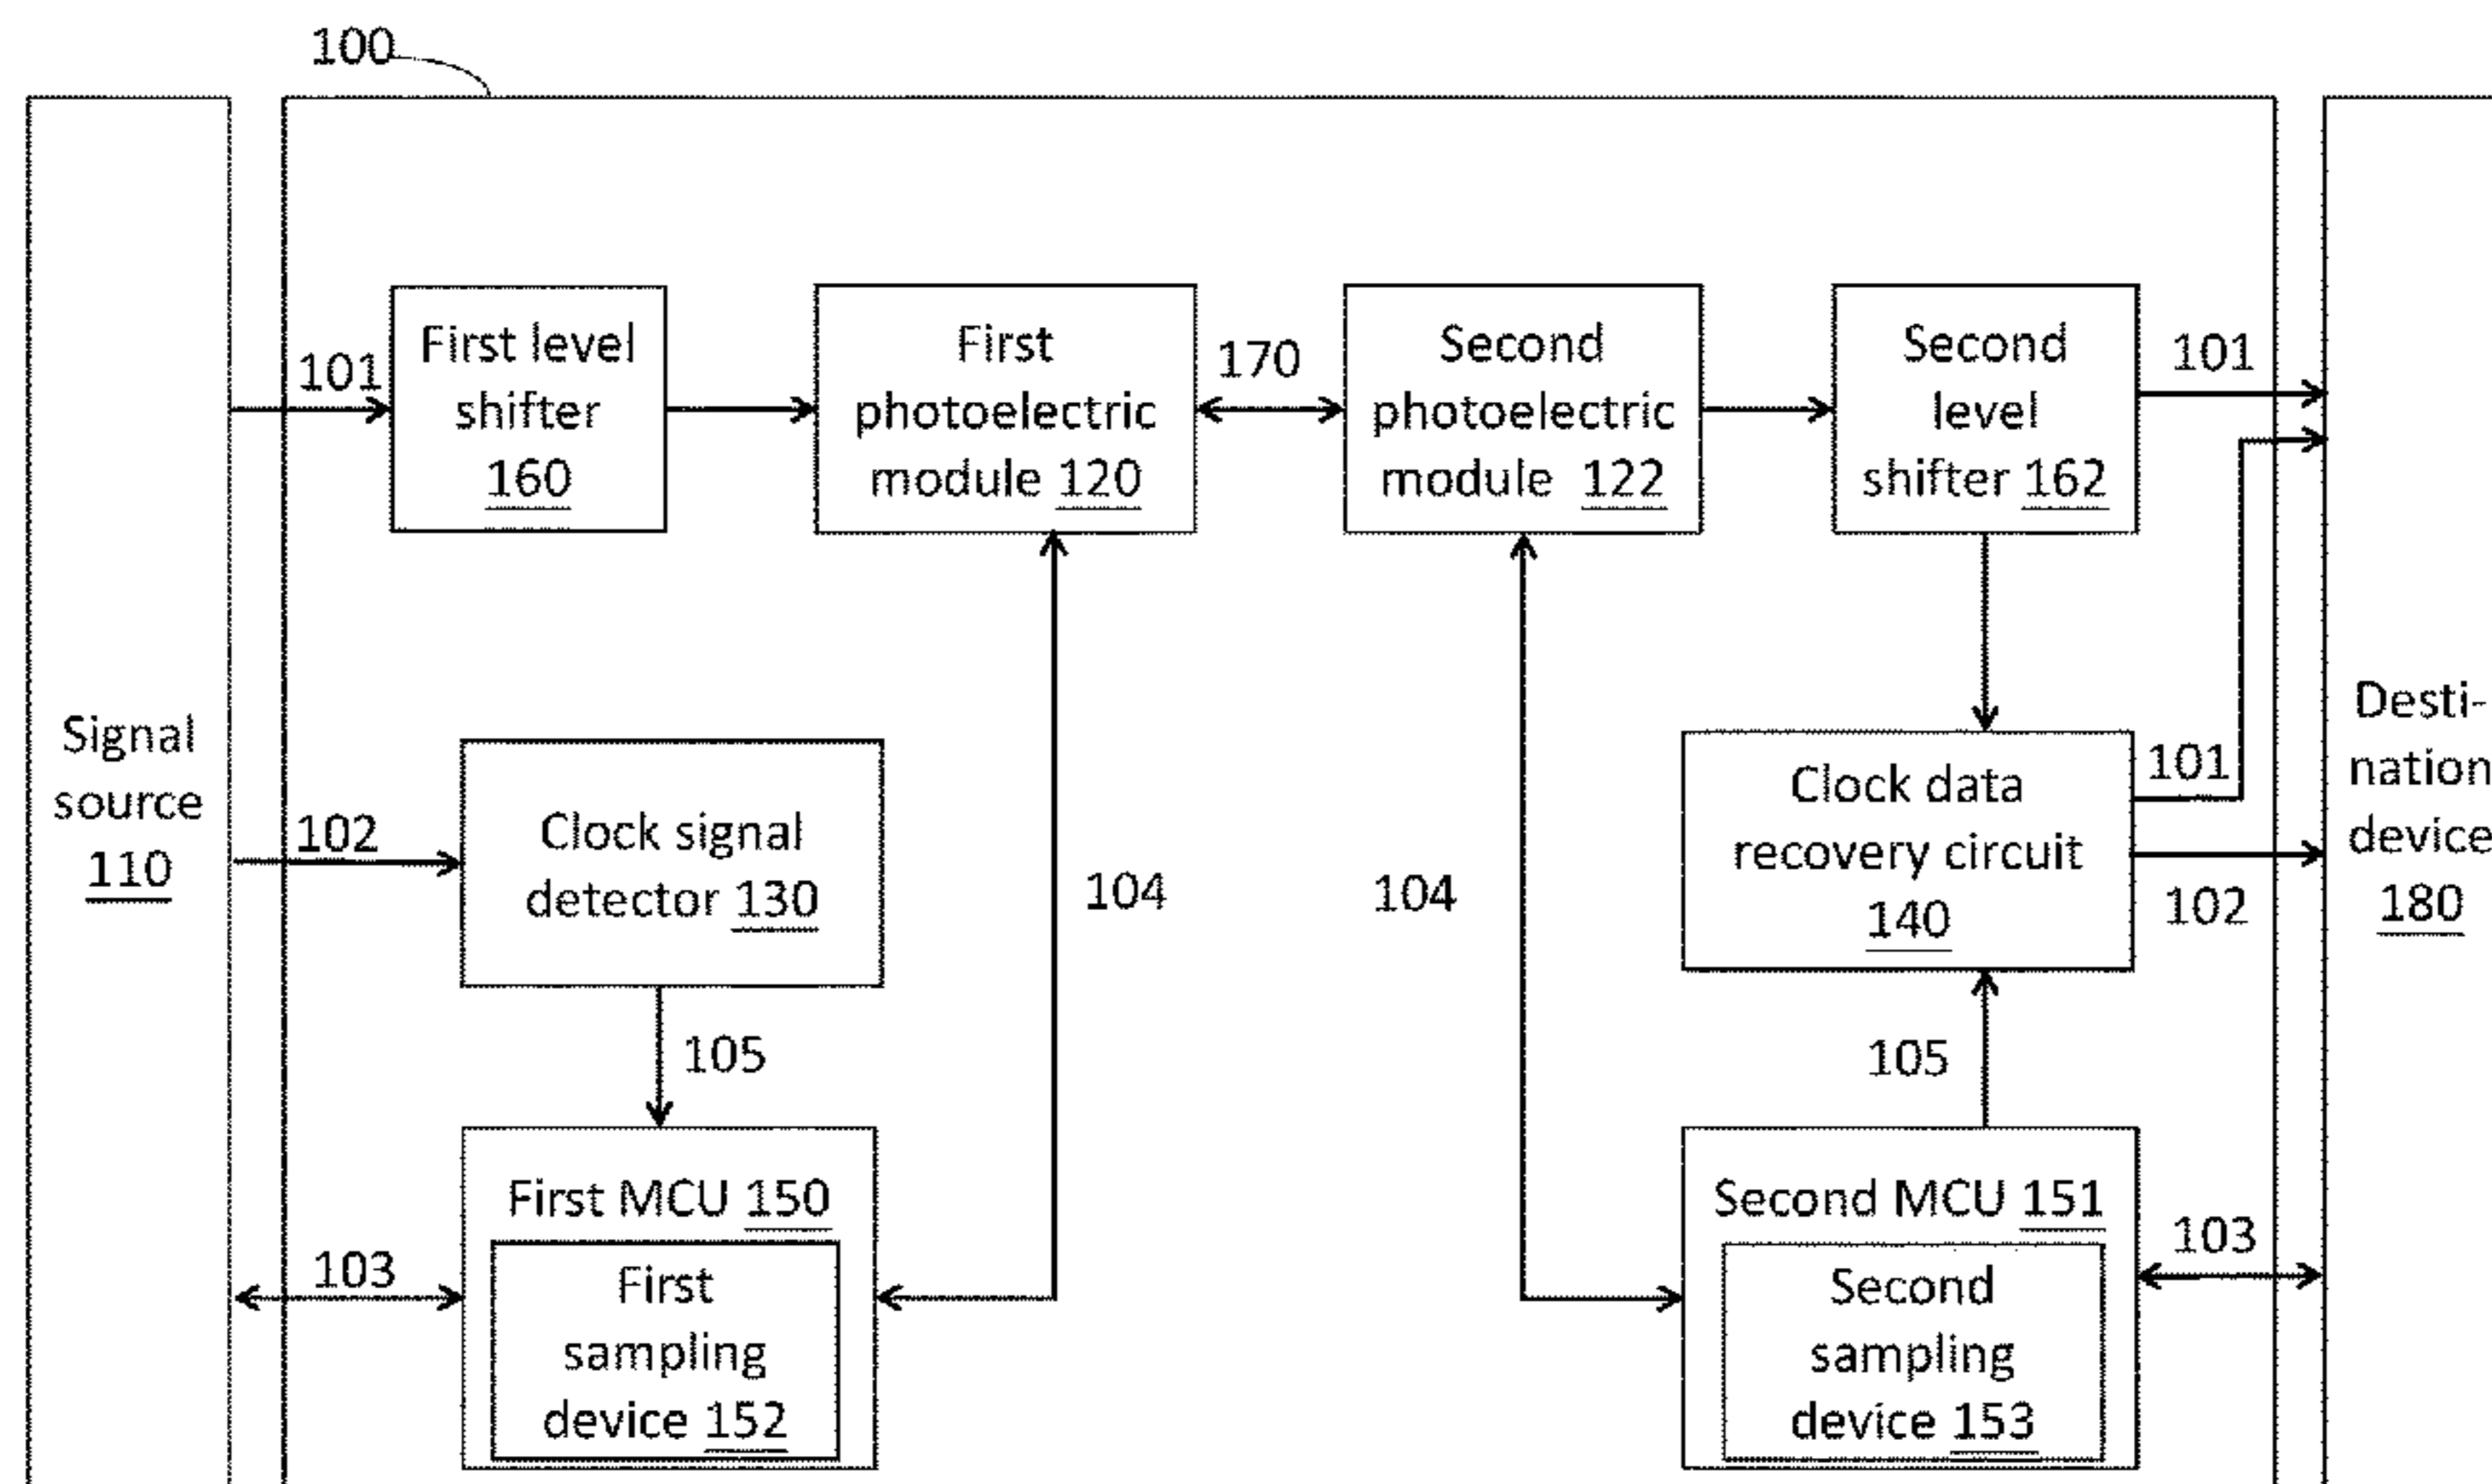 100
Signal
source
110
101
First level
shifter
160
First
photoelectric
module 120
170
Second
photoelectric
module 122
Second
level
shifter 162
101
102
Clock signal
detector 130
104
104
Clock data
recovery circuit
140
101
102
Desti-
nation
device
180
105
105
First MCU 150
First
sampling
device 152
103
Second MCU 151
Second
sampling
device 153
103